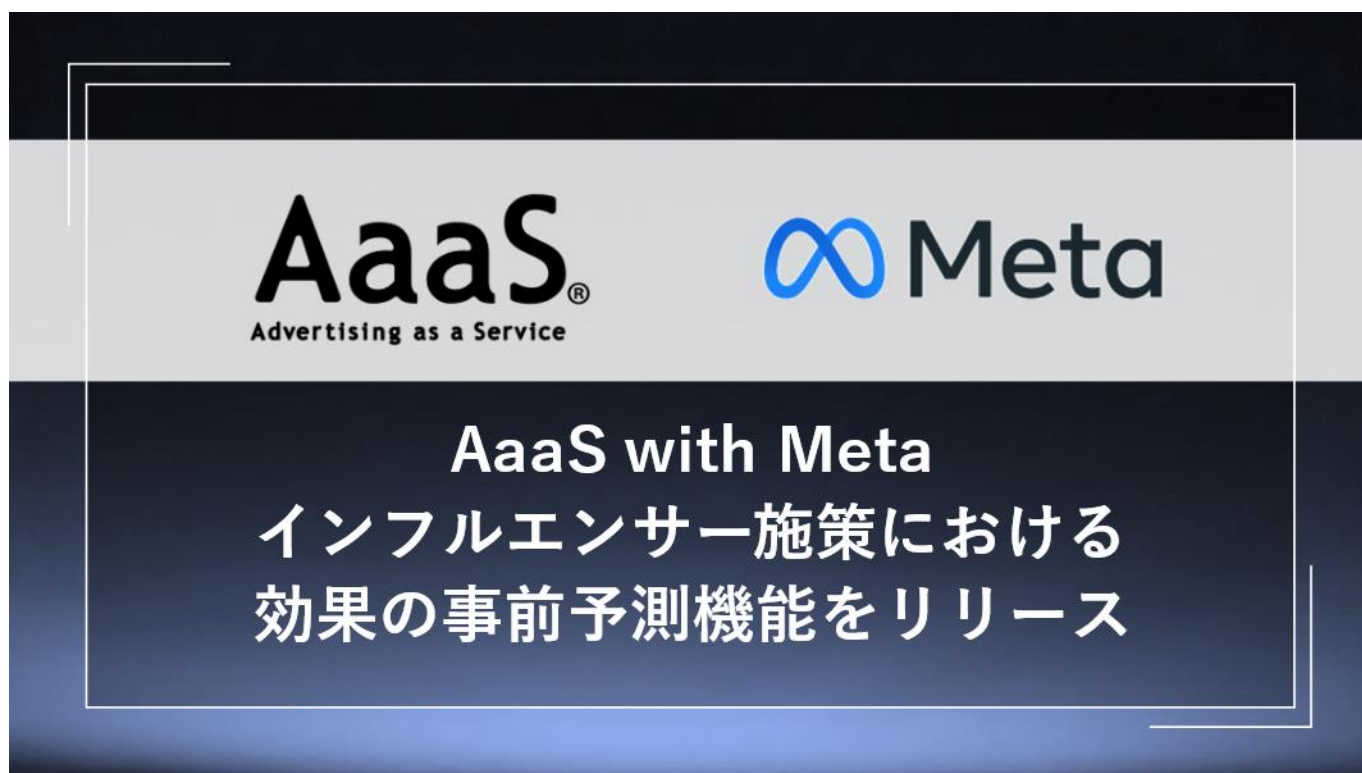 AaaS®
Advertising as a Service
Meta
AaaS with Meta
インフルエンサー施策における
効果の事前予測機能をリリース